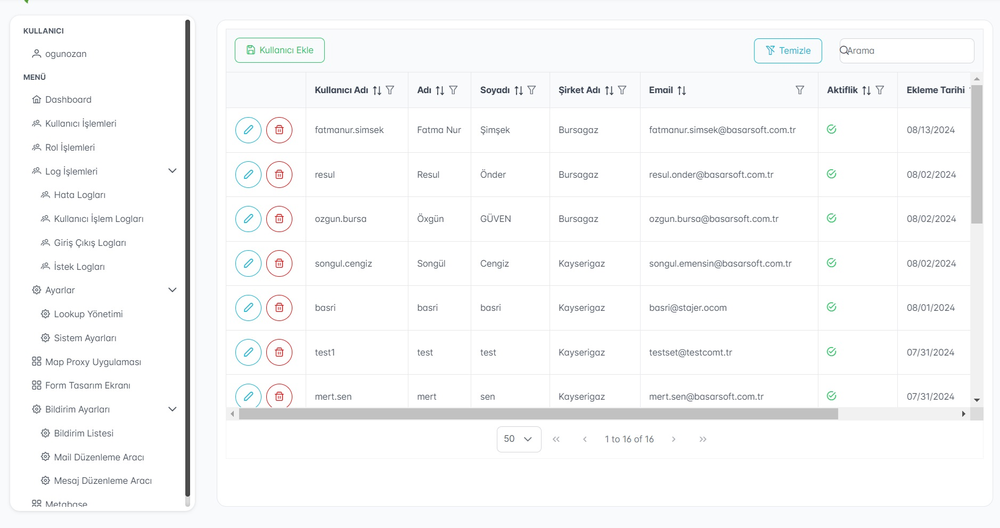 KULLANICI
ogunozan
MENÜ
Dashboard
Kullanıcı İşlemleri
Rol İşlemleri
Log İşlemleri
Hata Logları
Kullanıcı İşlem Logları
Giriş Çıkış Logları
İstek Logları
Ayarlar
Lookup Yönetimi
Sistem Ayarları
Map Proxy Uygulaması
Form Tasarım Ekranı
Bildirim Ayarları
Bildirim Listesi
Mail Düzenleme Aracı
Mesaj Düzenleme Aracı
Metabase
Kullanıcı Ekle Temizle Arama
Kullanıcı Adı Adı Soyadı Şirket Adı Email Aktiflik Ekleme Tarihi
fatmanur.simsek Fatma Nur Şimşek Bursagaz fatmanur.simsek@basarsoft.com.tr 08/13/2024
resul Resul Önder Bursagaz resul.onder@basarsoft.com.tr 08/02/2024
ozgun.bursa Öxgün GÜVEN Bursagaz ozgun.bursa@basarsoft.com.tr 08/02/2024
songul.cengiz Songül Cengiz Kayserigaz songul.emensin@basarsoft.com.tr 08/02/2024
basri basri basri Kayserigaz basri@stajer.ocom 08/01/2024
test1 test test Kayserigaz testset@testcomt.tr 07/31/2024
mert.sen mert sen Kayserigaz mert.sen@basarsoft.com.tr 07/31/2024
50 1 to 16 of 16